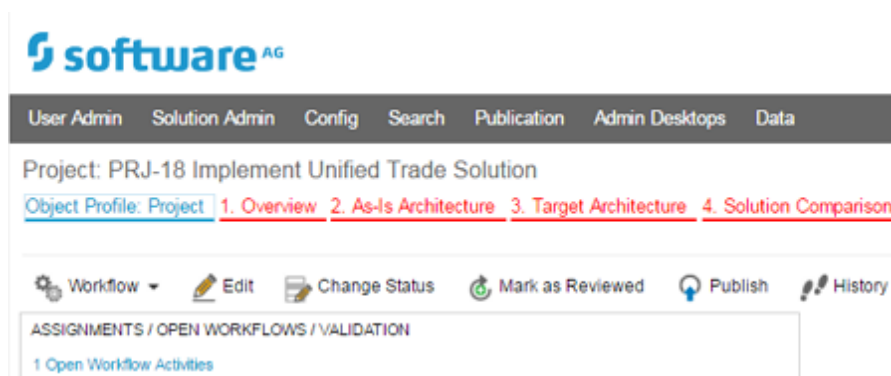 software AG
User Admin Solution Admin Config Search Publication Admin Desktops Data
Project: PRJ-18 Implement Unified Trade Solution
Object Profile: Project 1. Overview 2. As-Is Architecture 3. Target Architecture 4. Solution Comparison
Workflow Edit Change Status Mark as Reviewed Publish History
ASSIGNMENTS / OPEN WORKFLOWS / VALIDATION
1 Open Workflow Activities